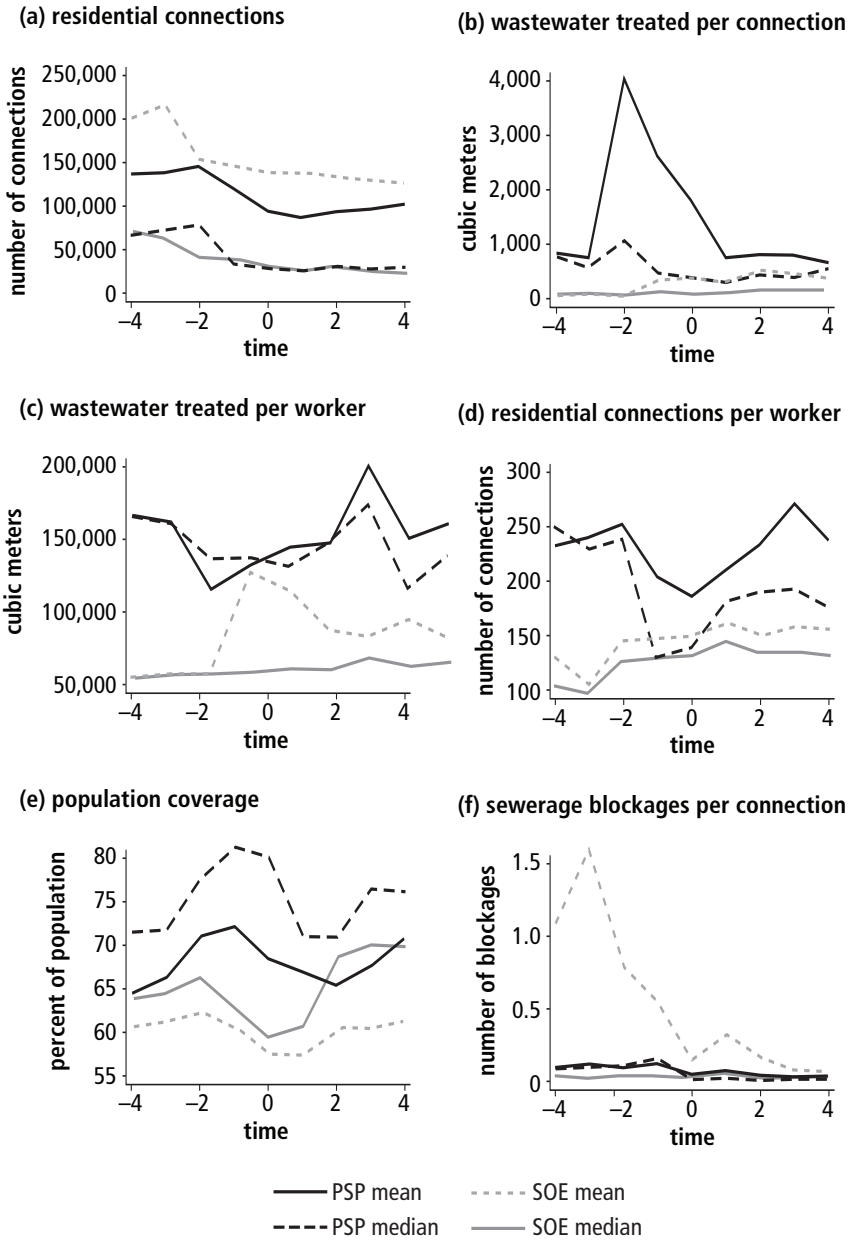 (a) residential connections
number of connections
250,000
200,000
150,000
100,000
50,000
0
–4 –2 0 2 4
time
(b) wastewater treated per connection
cubic meters
4,000
3,000
2,000
1,000
0
–4 –2 0 2 4
time
(c) wastewater treated per worker
cubic meters
200,000
150,000
100,000
50,000
–4 –2 0 2 4
time
(d) residential connections per worker
number of connections
300
250
200
150
100
–4 –2 0 2 4
time
(e) population coverage
percent of population
80
75
70
65
60
55
–4 –2 0 2 4
time
(f) sewerage blockages per connection
number of blockages
1.5
1.0
0.5
0
–4 –2 0 2 4
time
PSP mean SOE mean
PSP median SOE median